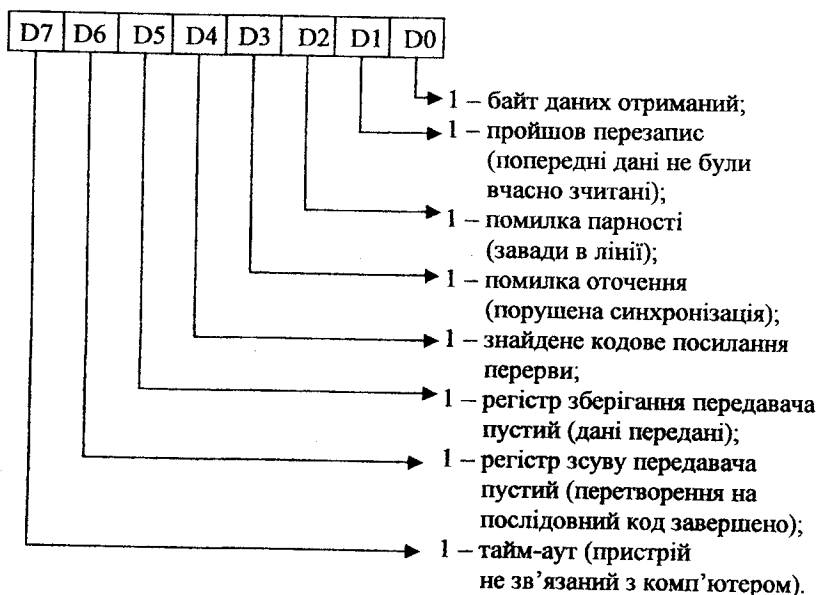 D7 D6 D5 D4 D3 D2 D1 D0
1 – байт даних отриманий;
1 – пройшов перезапис
(попередні дані не були
вчасно зчитані);
1 – помилка парності
(завади в лінії);
1 – помилка оточення
(порушена синхронізація);
1 – знайдене кодове посилання
перерви;
1 – регістр зберігання передавача
пустий (дані передані);
1 – регістр зсуву передавача
пустий (перетворення на
послідовний код завершено);
1 – тайм-аут (пристрій
не зв’язаний з комп’ютером).